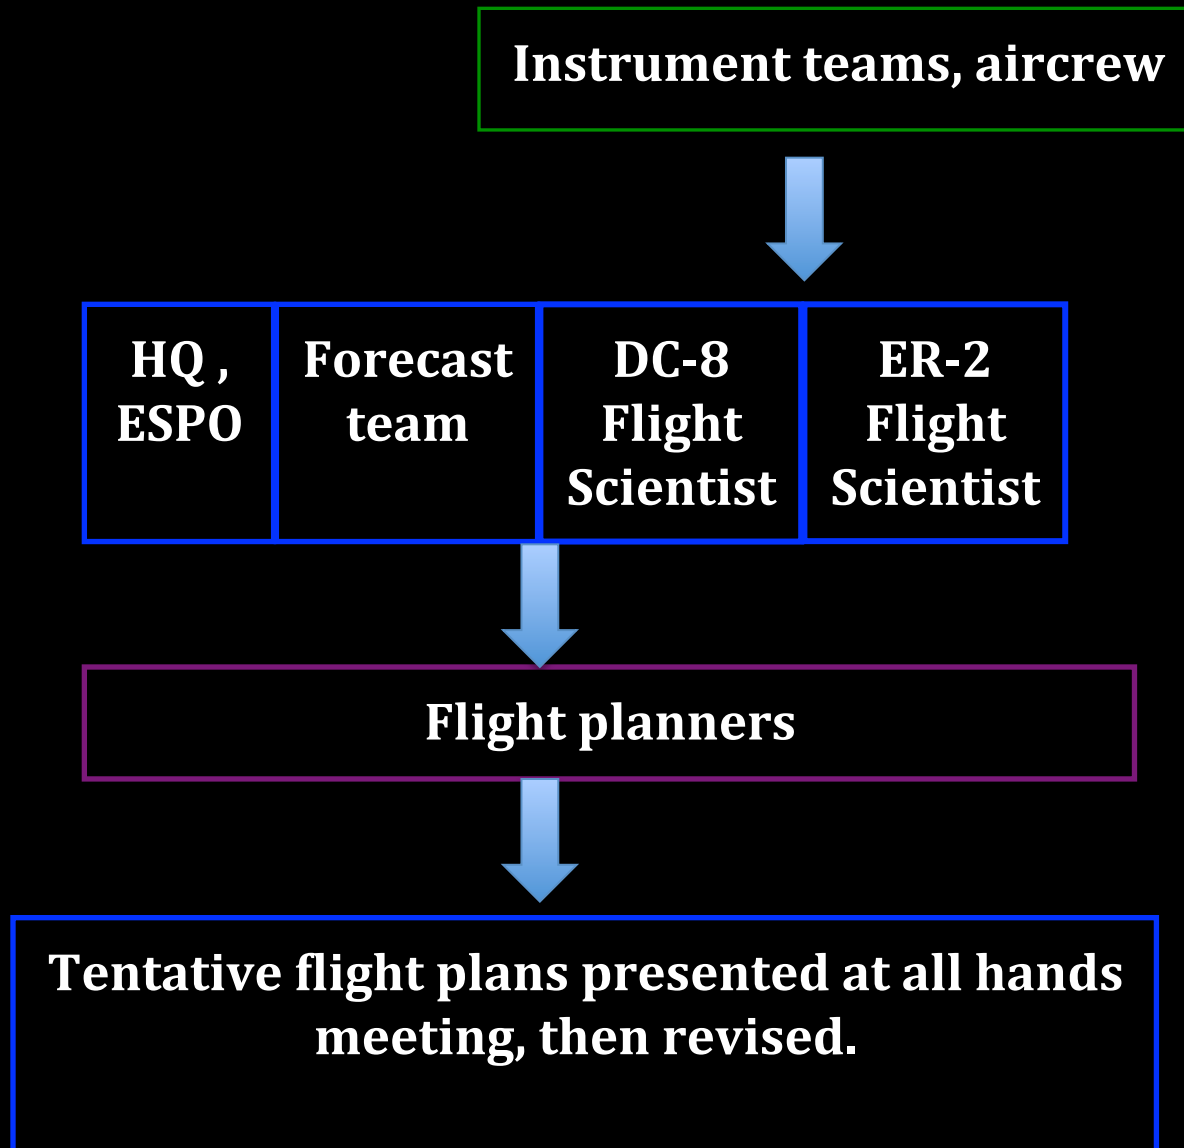 Instrument teams, aircrew
HQ ,
ESPO
Forecast
team
DC-8
Flight
Scientist
ER-2
Flight
Scientist
Flight planners
Tentative flight plans presented at all hands
meeting, then revised.